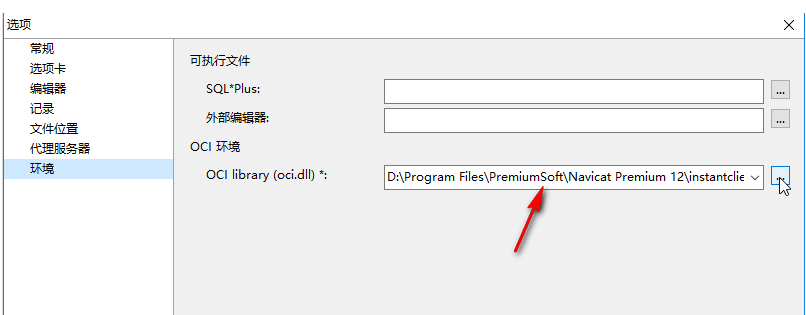 选项
常规
选项卡
编辑器
记录
文件位置
代理服务器
环境
可执行文件
SQL*Plus:
...
外部编辑器:
...
OCI 环境
OCI library (oci.dll) *:
D:\Program Files\PremiumSoft\Navicat Premium 12\instantclie
...